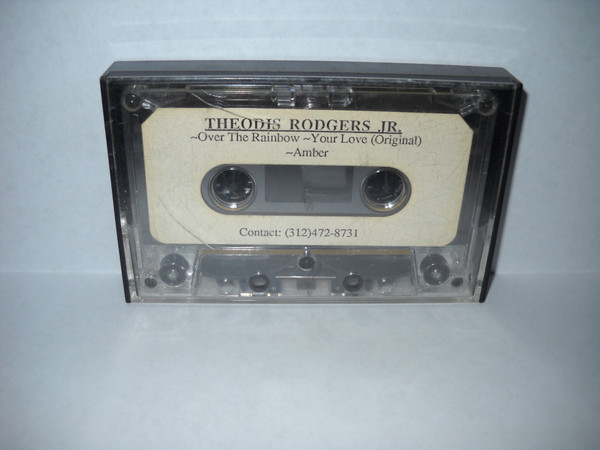 THEODIS RODGERS JR.
~Over The Rainbow ~Your Love (Original)
~Amber
Contact: (312)472-8731